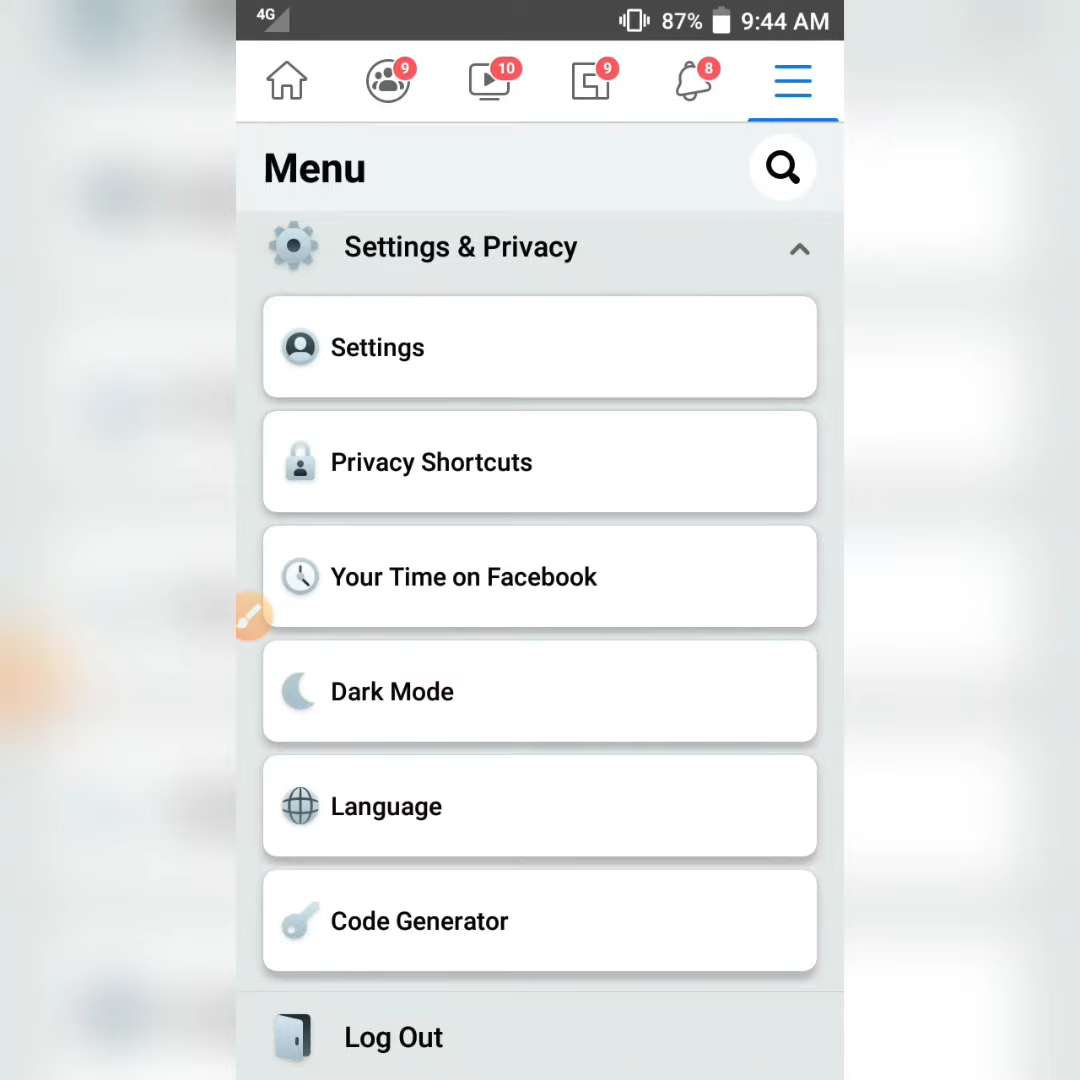 4G 87% 9:44 AM
9 10 9 8
Menu
Settings & Privacy
Settings
Privacy Shortcuts
Your Time on Facebook
Dark Mode
Language
Code Generator
Log Out